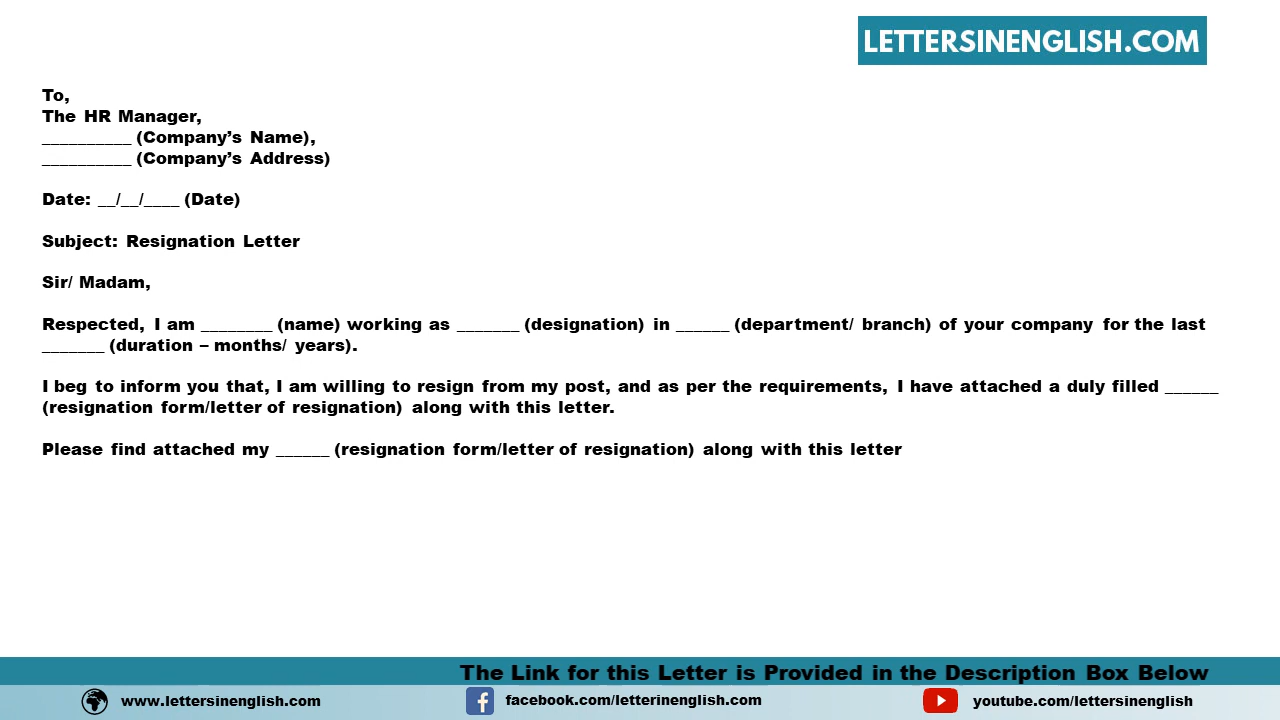 LETTERSINENGLISH.COM
To,
The HR Manager,
__________ (Company’s Name),
__________ (Company’s Address)
Date: __/__/____ (Date)
Subject: Resignation Letter
Sir/ Madam,
Respected, I am ________ (name) working as _______ (designation) in ______ (department/ branch) of your company for the last
_______ (duration – months/ years).
I beg to inform you that, I am willing to resign from my post, and as per the requirements, I have attached a duly filled ______
(resignation form/letter of resignation) along with this letter.
Please find attached my ______ (resignation form/letter of resignation) along with this letter
The Link for this Letter is Provided in the Description Box Below
www.lettersinenglish.com
facebook.com/letterinenglish.com
youtube.com/lettersinenglish